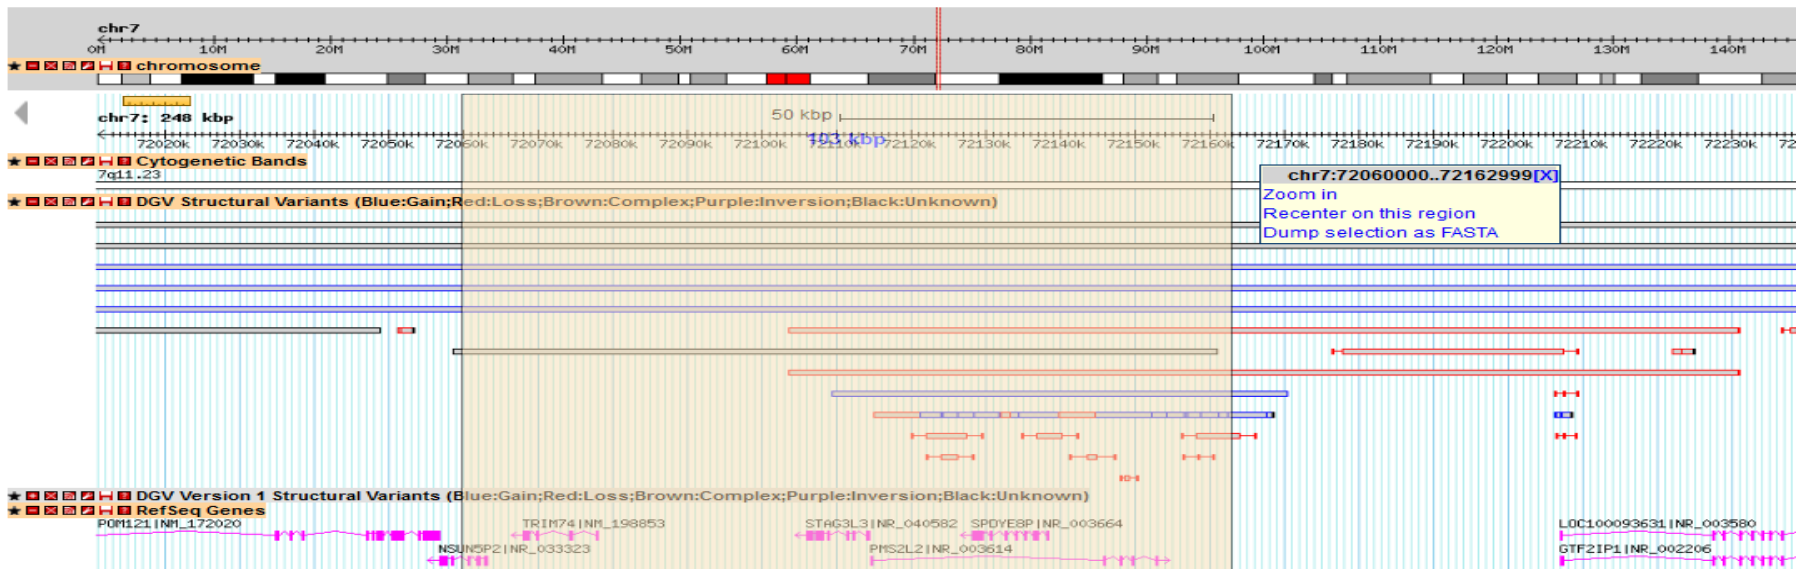 chr7
0M 10M 20M 30M 40M 50M 60M 70M 80M 90M 100M 110M 120M 130M 140M
chromosome
50 kbp
chr7: 248 kbp
103 kbp
72020k 72030k 72040k 72050k 72060k 72070k 72080k 72090k 72100k 72110k 72120k 72130k 72140k 72150k 72160k 72170k 72180k 72190k 72200k 72210k 72220k 72230k 72
Cytogenetic Bands
7q11.23
chr7:72060000..72162999[X]
Zoom in
Recenter on this region
Dump selection as FASTA
DGV Structural Variants (Blue:Gain;Red:Loss;Brown:Complex;Purple:Inversion;Black:Unknown)
DGV Version 1 Structural Variants (Blue:Gain;Red:Loss;Brown:Complex;Purple:Inversion;Black:Unknown)
RefSeq Genes
POM121|NM_172020 TRIM74|NM_198853 STAG3L3|NR_040582 SPDYE8P|NR_003664 LOC100093631|NR_003580
NSUN5P2|NR_033323 PMS2L2|NR_003614 GTF2IP1|NR_002206